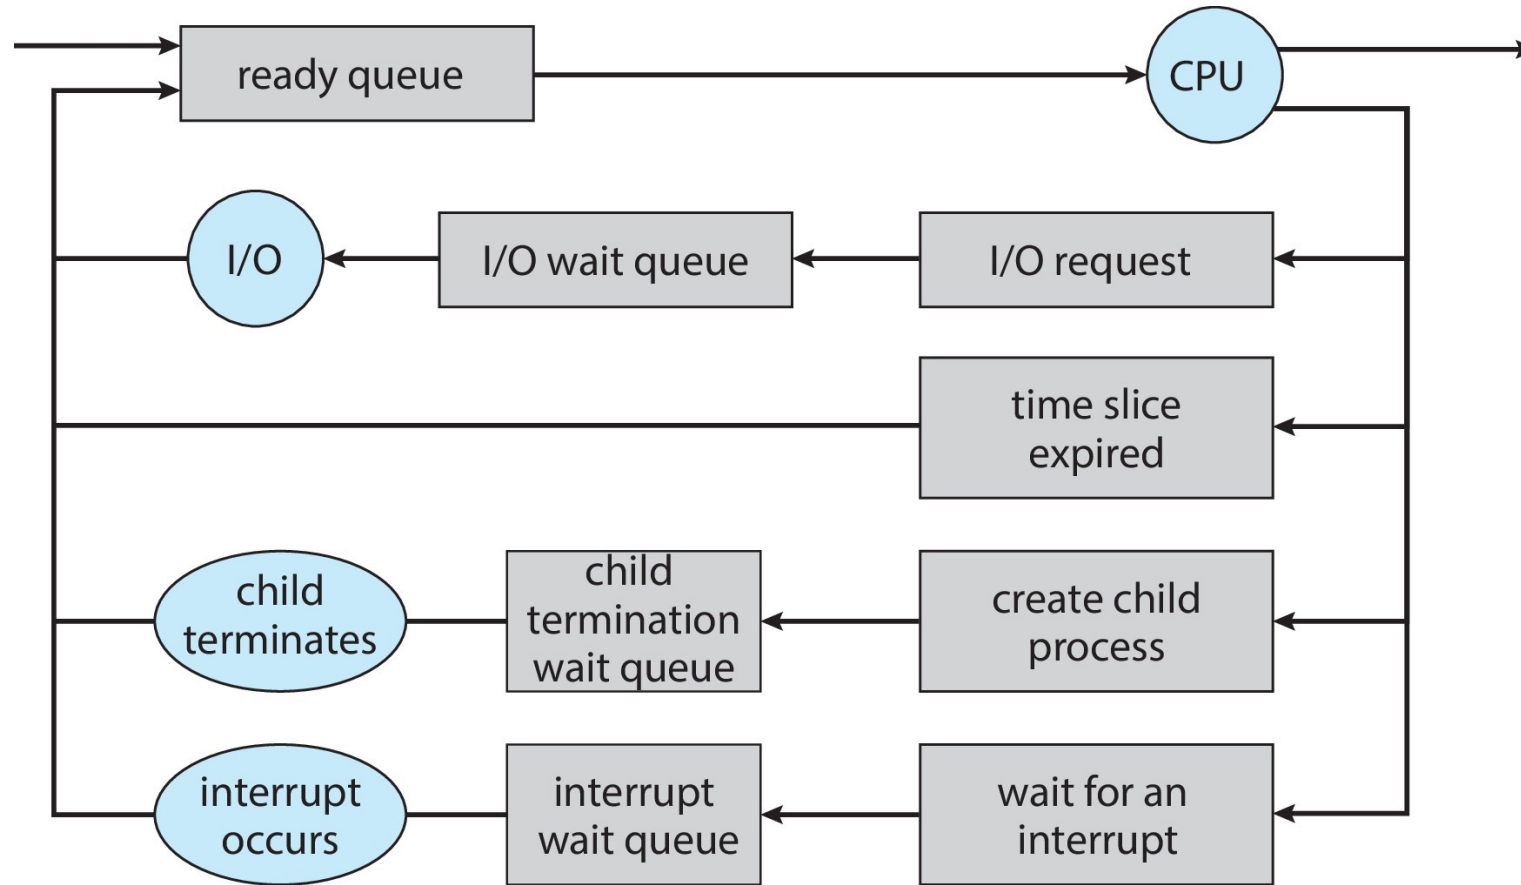 ready queue
CPU
I/O
I/O wait queue
I/O request
time slice
expired
child
terminates
child
termination
wait queue
create child
process
interrupt
occurs
interrupt
wait queue
wait for an
interrupt